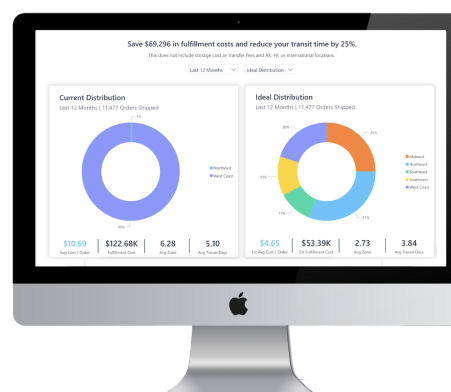 Save $69,296 in fulfillment costs and reduce your transit time by 25%.
This does not include storage cost or transfer fees and AK, HI, or international locations.
Last 12 Months
Ideal Distribution
Current Distribution
Last 12 Months | 11,477 Orders Shipped
1%
Northeast
West Coast
$10.69
Avg Cost / Order
$122.68K
Fulfillment Cost
6.28
Avg Zone
5.10
Avg Transit Days
Ideal Distribution
Last 12 Months | 11,477 Orders Shipped
Midwest
Northeast
Southeast
Southwest
West Coast
$4.65
Est Avg Cost / Order
$53.39K
Est Fulfillment Cost
2.73
Avg Zone
3.84
Avg Transit Days